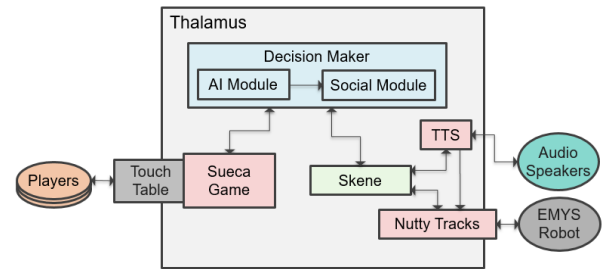 Thalamus
Decision Maker
AI Module
Social Module
TTS
Audio
Speakers
Players
Touch
Table
Sueca
Game
Skene
Nutty Tracks
EMYS
Robot